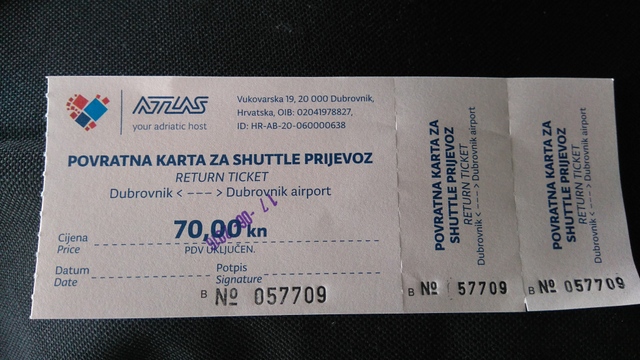 ATLAS
your adriatic host
Vukovarska 19, 20 000 Dubrovnik,
Hrvatska, OIB: 02041978827,
ID: HR-AB-20-060000638
POVRATNA KARTA ZA SHUTTLE PRIJEVOZ
RETURN TICKET
Dubrovnik < --- > Dubrovnik airport
70,00 kn
Cijena
Price
PDV UKLJUČEN.
Datum
Date
Potpis
Signature
B № 057709
POVRATNA KARTA ZA
SHUTTLE PRIJEVOZ
RETURN TICKET
Dubrovnik < --- > Dubrovnik airport
B № 57709
POVRATNA KARTA ZA
SHUTTLE PRIJEVOZ
RETURN TICKET
Dubrovnik < --- > Dubrovnik airport
B № 057709